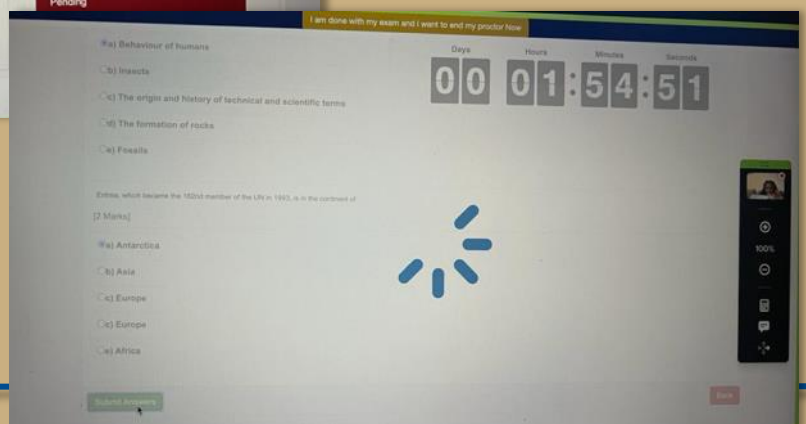 Pending
I am done with my exam and i want to end my proctor Now
a) Behaviour of humans
b) Insects
c) The origin and history of technical and scientific terms
d) The formation of rocks
e) Fossils
Days Hours Minutes Seconds
00 01:54:51
which became the 182nd member of the UN in 1993, is in the continent of
[2 Marks]
a) Antarctica
b) Asia
c) Europe
c) Europe
e) Africa
100%
Submit Answers
Back